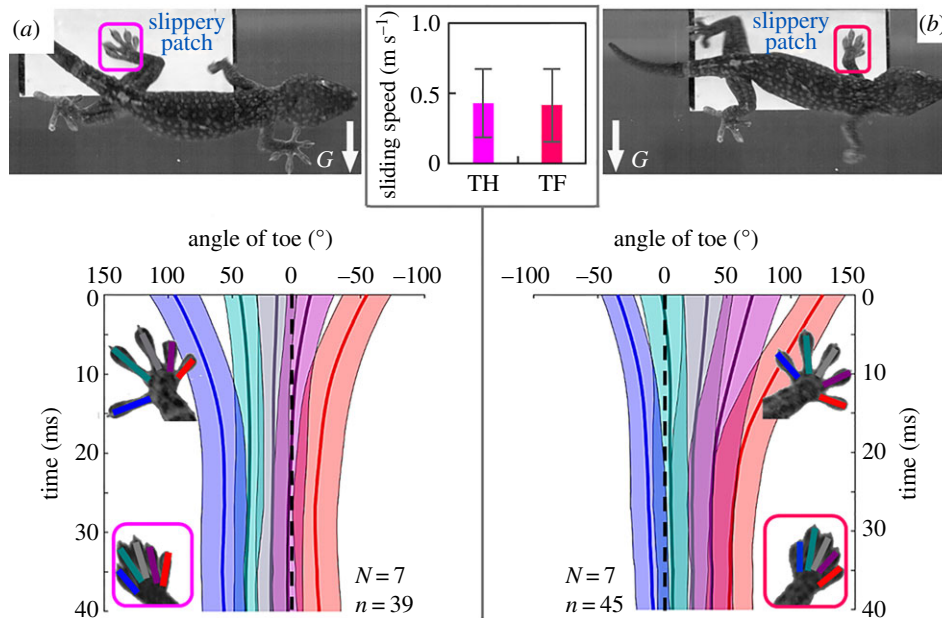 (a)
slippery
patch
G
sliding speed (m s⁻¹)
1.0
0.5
0
TH
TF
slippery
patch
(b)
G
angle of toe (°)
150
100
50
0
–50
–100
0
10
20
30
40
time (ms)
N = 7
n = 39
angle of toe (°)
–100
–50
0
50
100
150
0
10
20
30
40
time (ms)
N = 7
n = 45